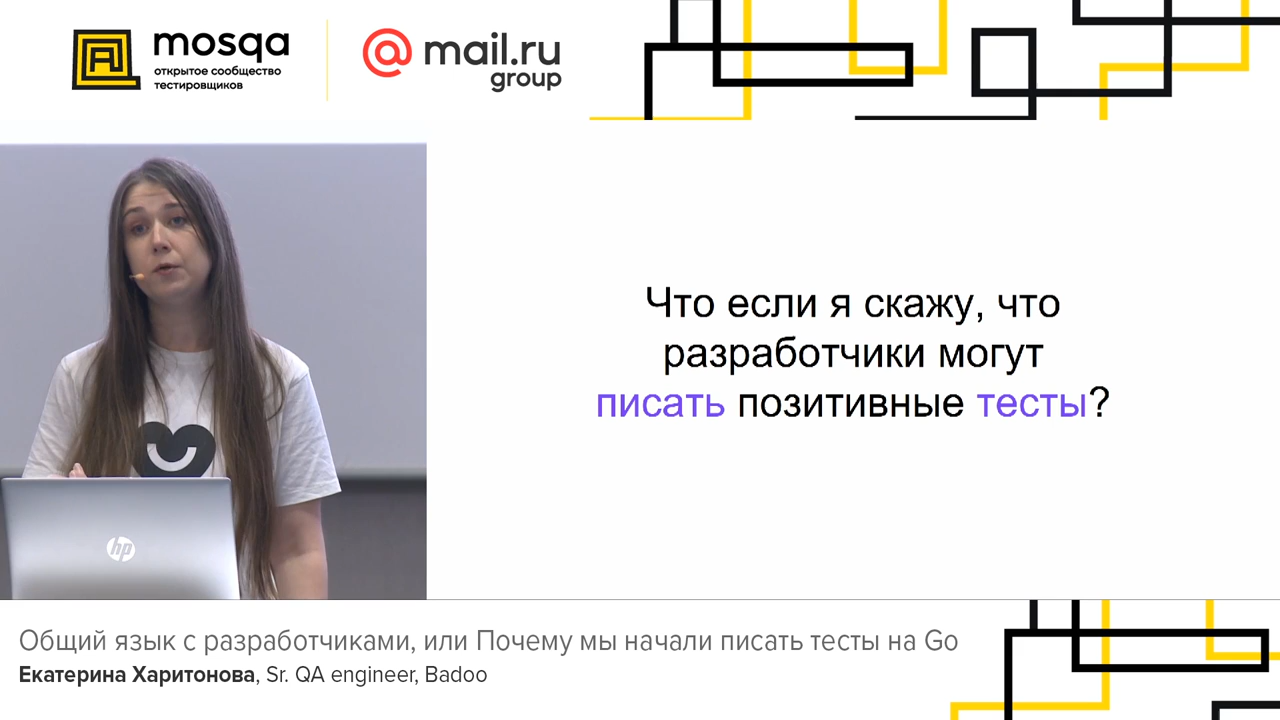 mosqa
открытое сообщество
тестировщиков
@mail.ru
group
Что если я скажу, что
разработчики могут
писать позитивные тесты?
hp
Общий язык с разработчиками, или Почему мы начали писать тесты на Go
Екатерина Харитонова, Sr. QA engineer, Badoo